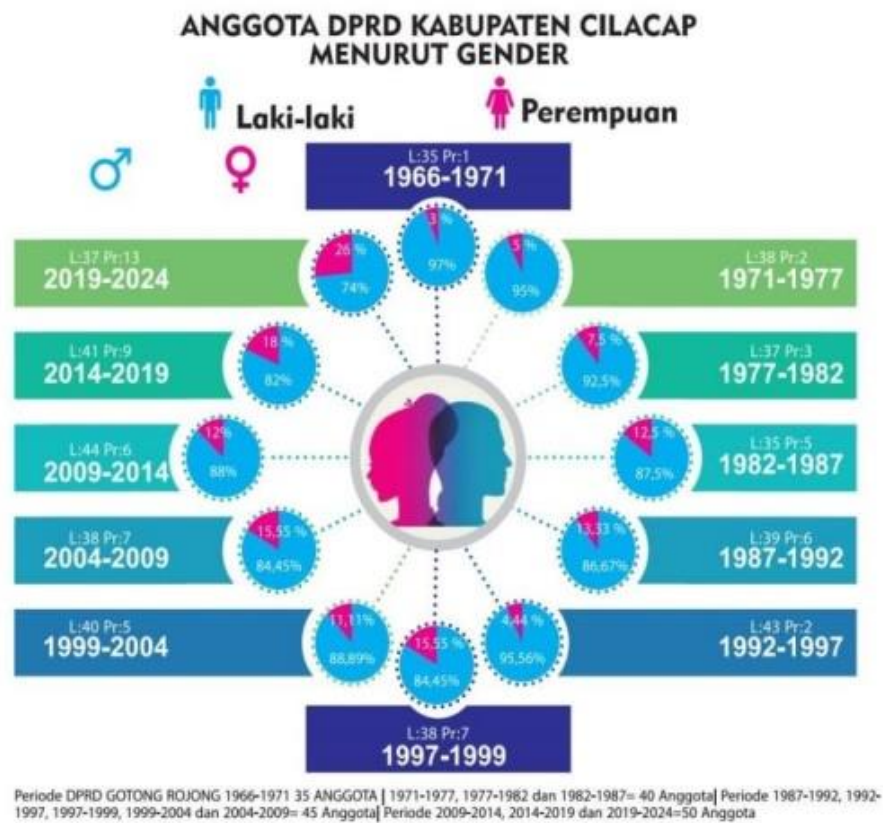 ANGGOTA DPRD KABUPATEN CILACAP
MENURUT GENDER
Laki-laki
Perempuan
L:35 Pr:1
1966-1971
3 %
97%
L:38 Pr:2
1971-1977
5 %
95%
L:37 Pr:3
1977-1982
7,5 %
92,5%
L:35 Pr:5
1982-1987
12,5 %
87,5%
L:39 Pr:6
1987-1992
13,33 %
86,67%
L:43 Pr:2
1992-1997
4,44 %
95,56%
L:38 Pr:7
1997-1999
15,55 %
84,45%
L:40 Pr:5
1999-2004
11,11%
88,89%
L:38 Pr:7
2004-2009
15,55 %
84,45%
L:44 Pr:6
2009-2014
12%
88%
L:41 Pr:9
2014-2019
18 %
82%
L:37 Pr:13
2019-2024
26 %
74%
Periode DPRD GOTONG ROJONG 1966-1971 35 ANGGOTA | 1971-1977, 1977-1982 dan 1982-1987= 40 Anggota| Periode 1987-1992, 1992-
1997, 1997-1999, 1999-2004 dan 2004-2009= 45 Anggota| Periode 2009-2014, 2014-2019 dan 2019-2024=50 Anggota